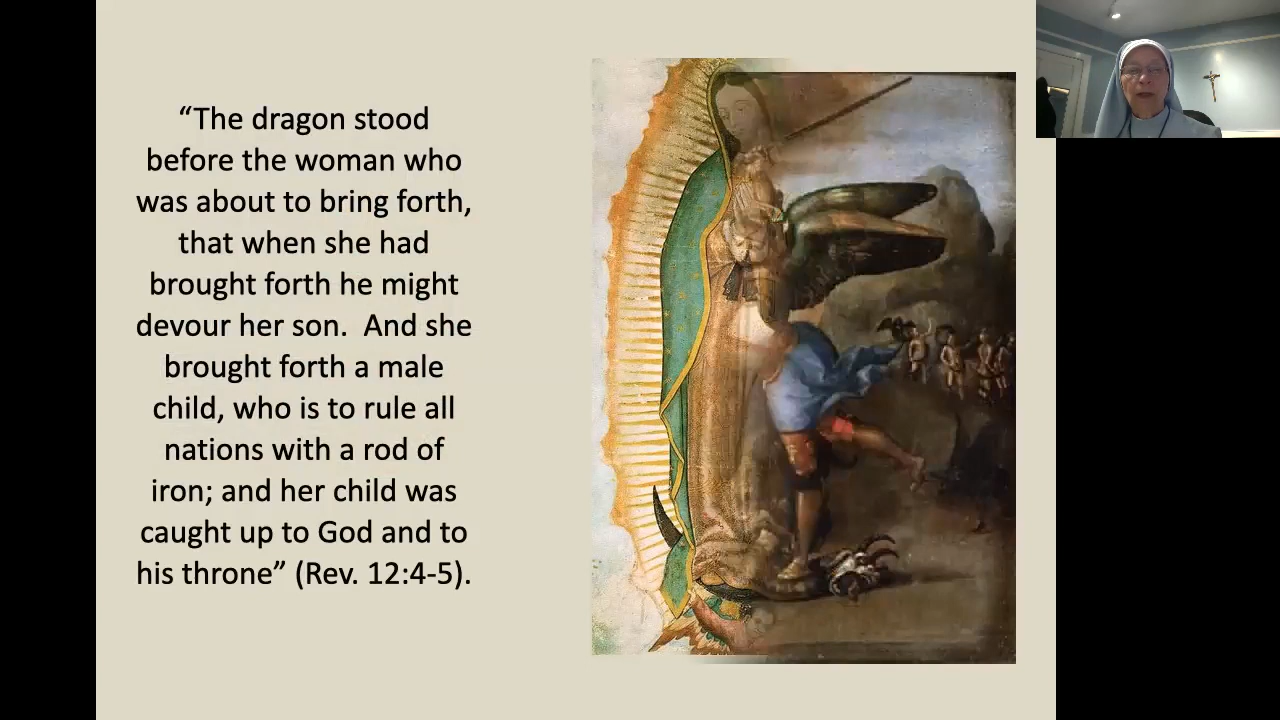 “The dragon stood
before the woman who
was about to bring forth,
that when she had
brought forth he might
devour her son.  And she
brought forth a male
child, who is to rule all
nations with a rod of
iron; and her child was
caught up to God and to
his throne” (Rev. 12:4-5).